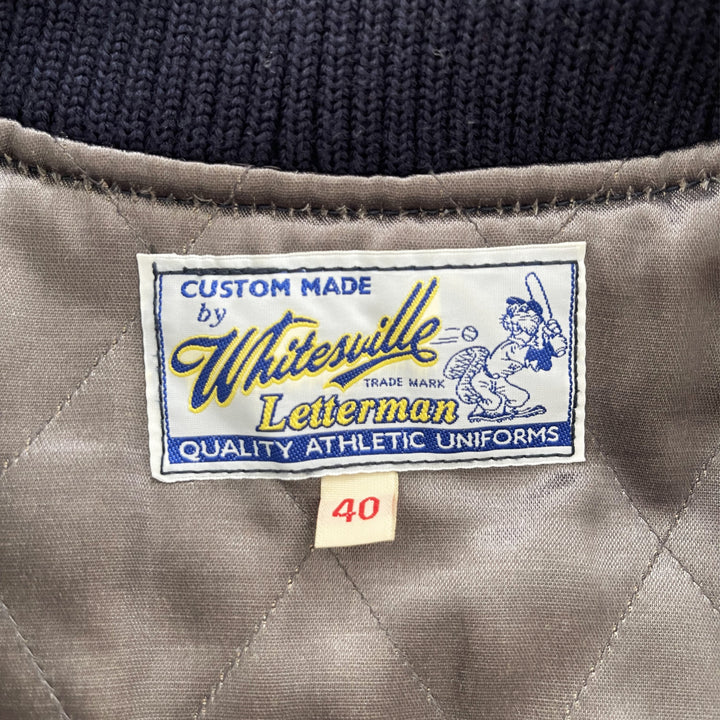 CUSTOM MADE
by
Whitesville
TRADE MARK
Letterman
QUALITY ATHLETIC UNIFORMS
40